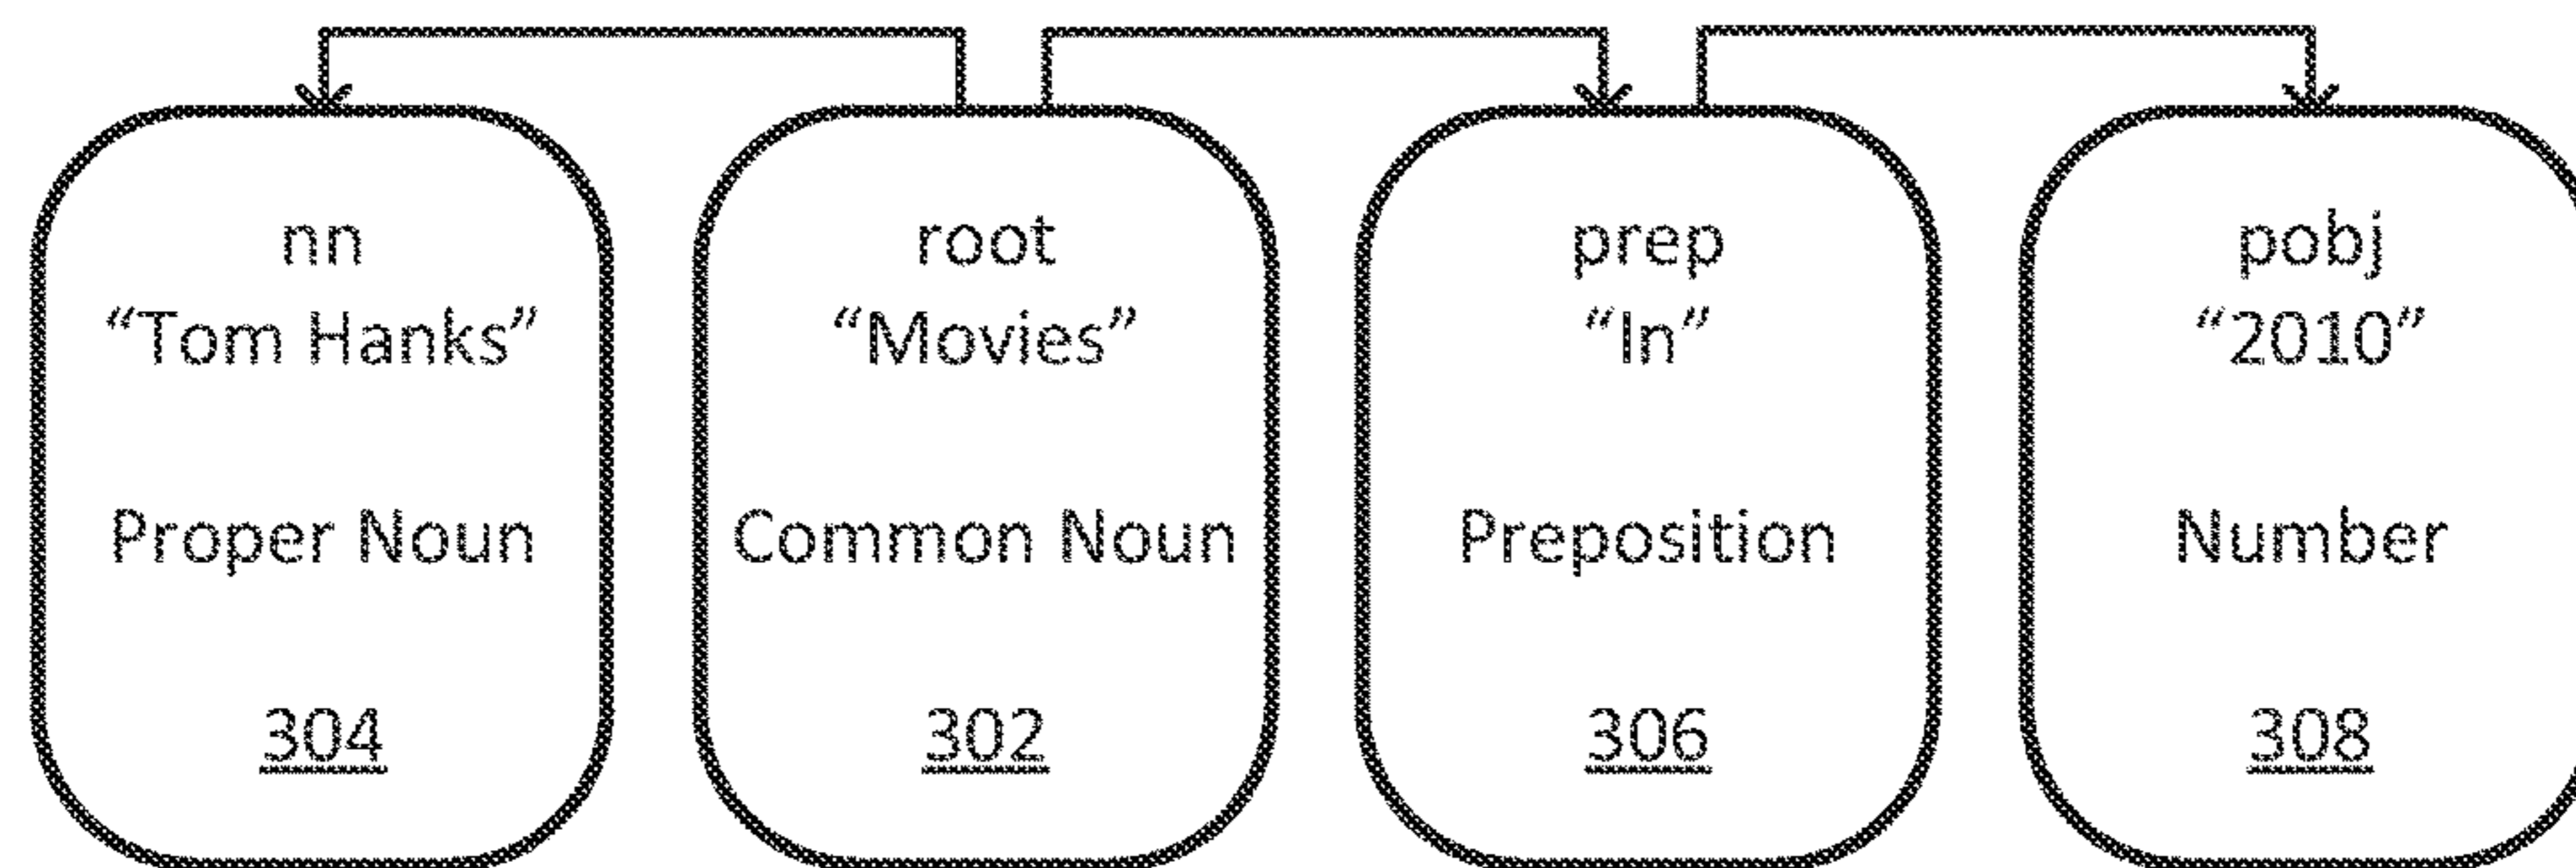 nn
“Tom Hanks”
Proper Noun
304
root
“Movies”
Common Noun
302
prep
“In”
Preposition
306
pobj
“2010”
Number
308